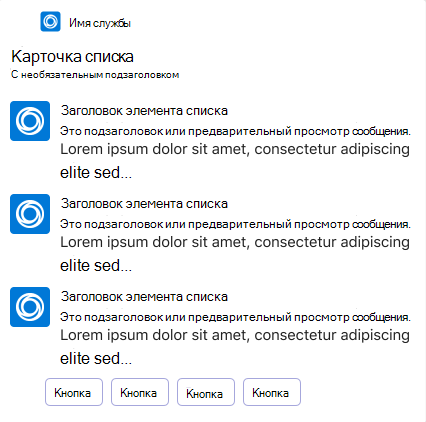 Имя службы
Карточка списка
С необязательным подзаголовком
Заголовок элемента списка
Это подзаголовок или предварительный просмотр сообщения.
Lorem ipsum dolor sit amet, consectetur adipiscing
elite sed...
Заголовок элемента списка
Это подзаголовок или предварительный просмотр сообщения.
Lorem ipsum dolor sit amet, consectetur adipiscing
elite sed...
Заголовок элемента списка
Это подзаголовок или предварительный просмотр сообщения.
Lorem ipsum dolor sit amet, consectetur adipiscing
elite sed...
Кнопка Кнопка Кнопка Кнопка